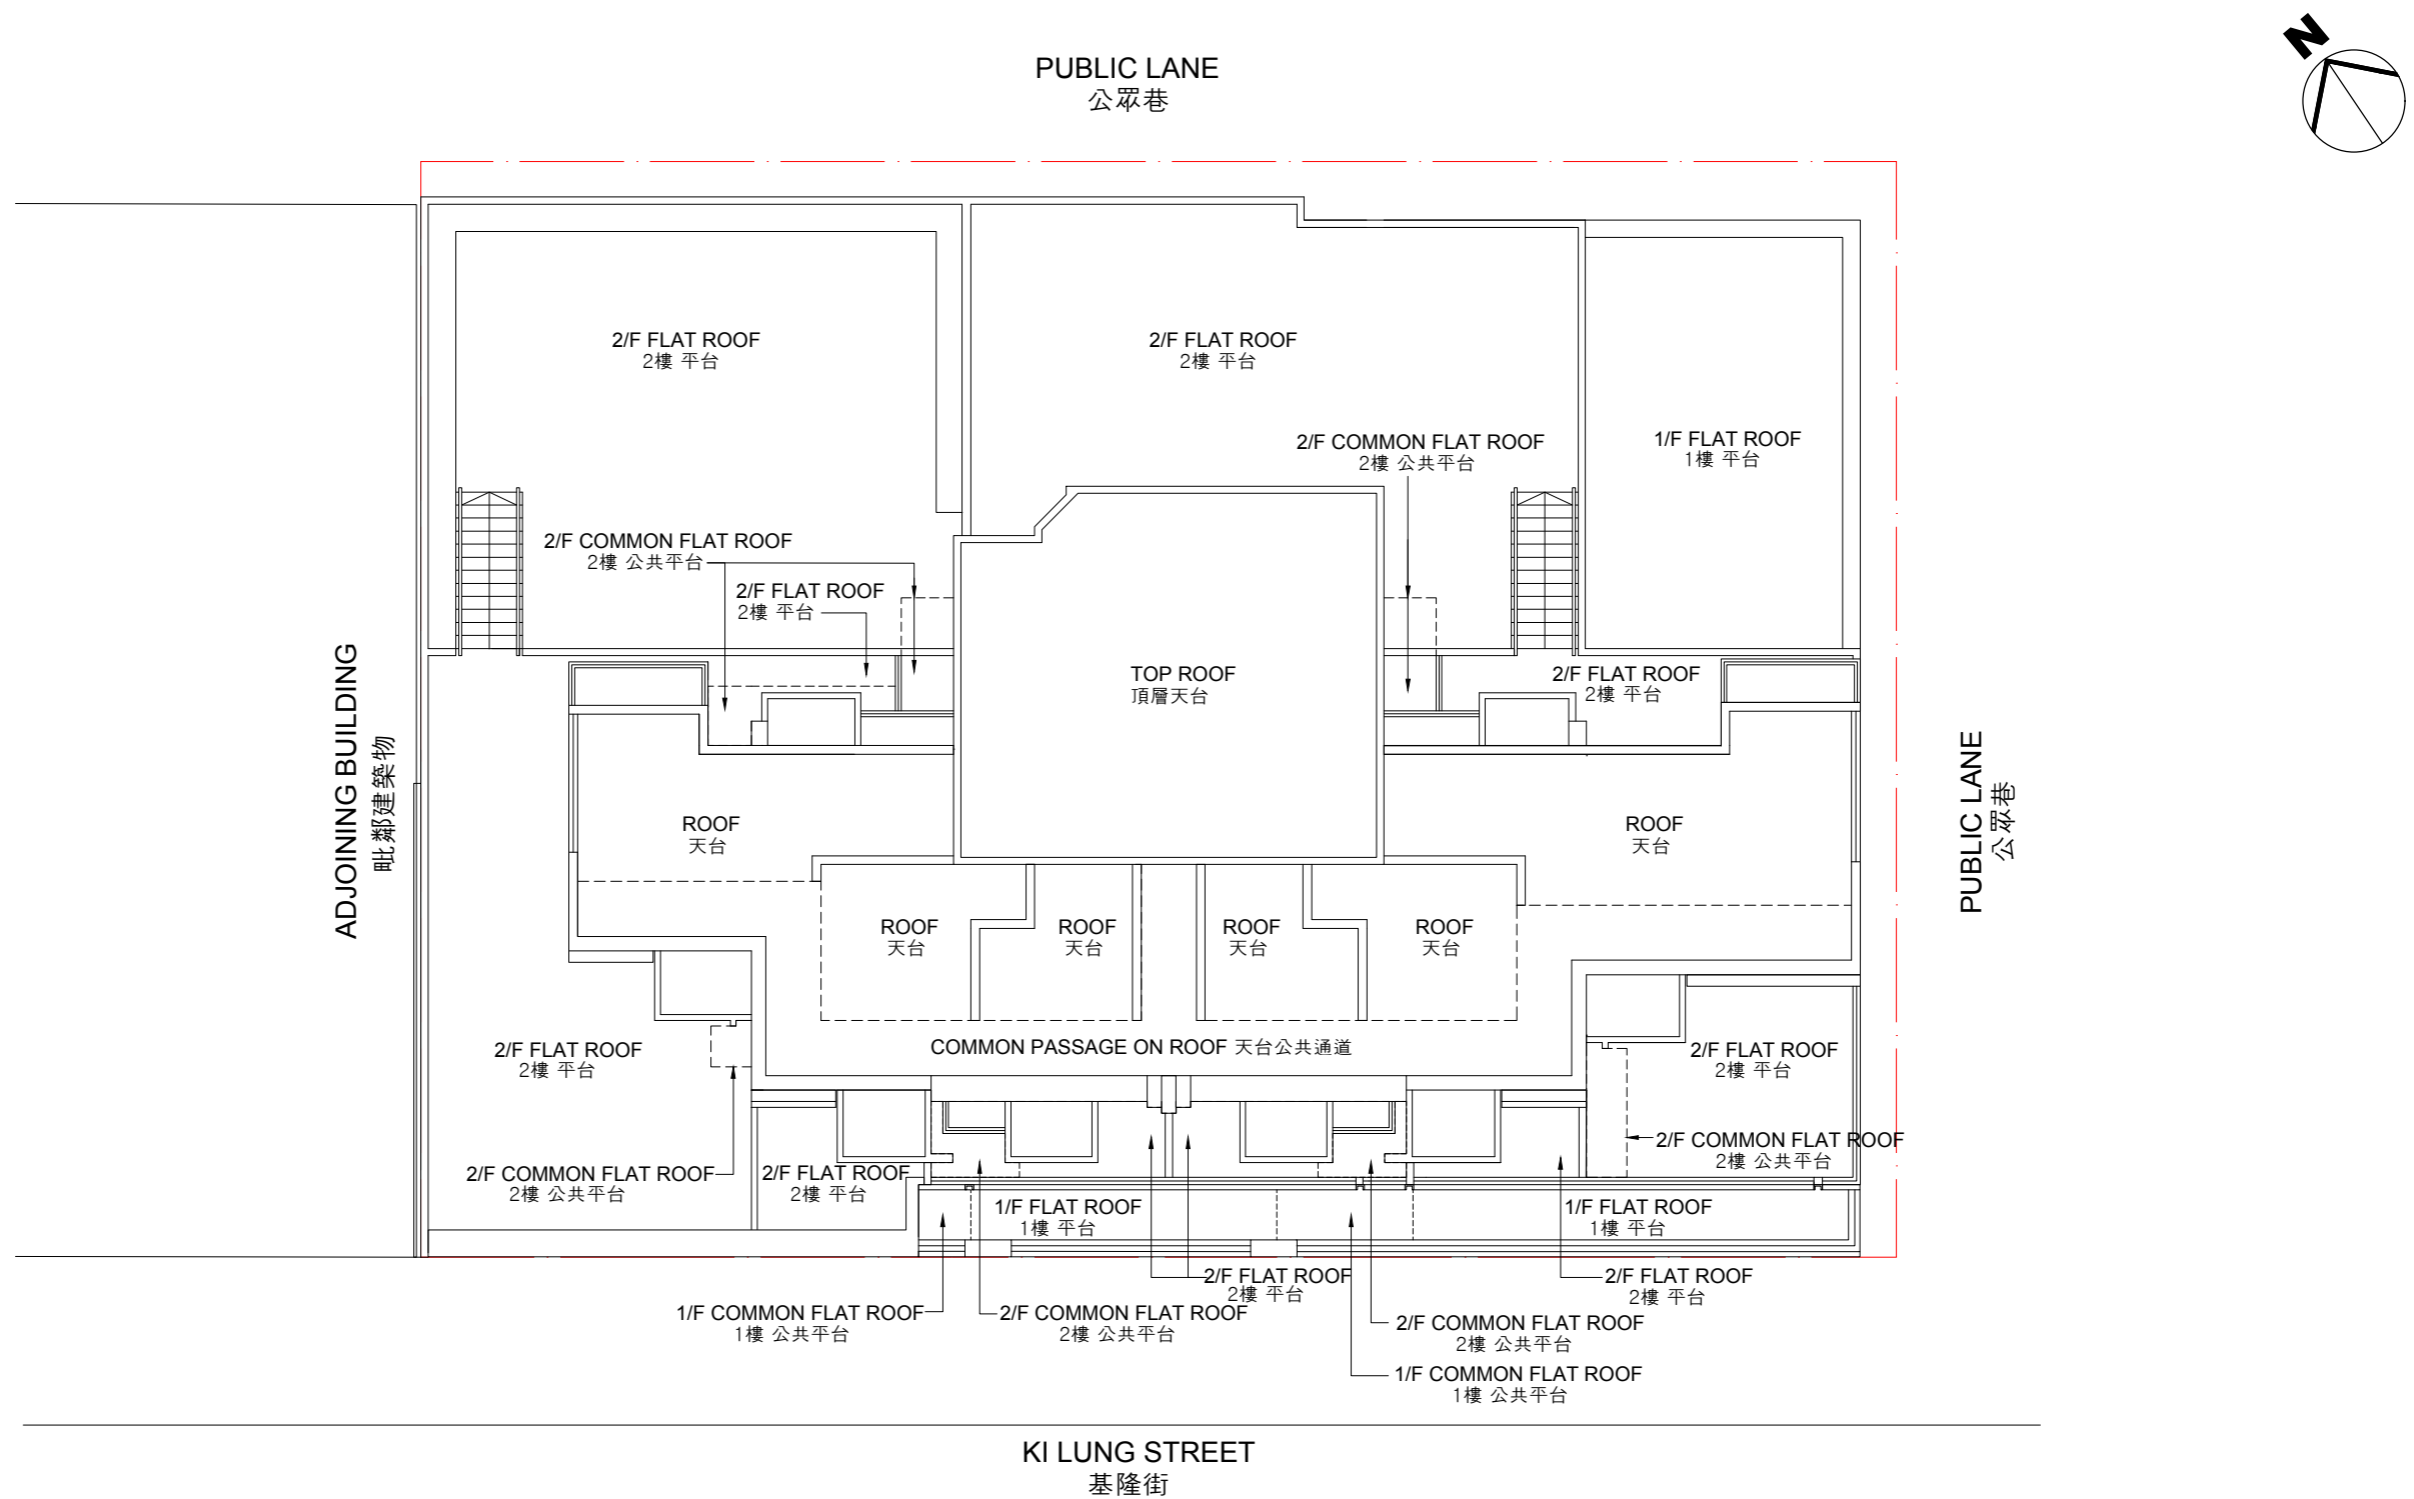 N
PUBLIC LANE
公眾巷
2/F FLAT ROOF
2樓 平台
2/F FLAT ROOF
2樓 平台
2/F COMMON FLAT ROOF
2樓 公共平台
1/F FLAT ROOF
1樓 平台
2/F COMMON FLAT ROOF
2樓 公共平台
2/F FLAT ROOF
2樓 平台
TOP ROOF
頂層天台
2/F FLAT ROOF
2樓 平台
ADJOINING BUILDING
毗鄰建築物
PUBLIC LANE
公眾巷
ROOF
天台
ROOF
天台
ROOF
天台
ROOF
天台
ROOF
天台
ROOF
天台
COMMON PASSAGE ON ROOF 天台公共通道
2/F FLAT ROOF
2樓 平台
2/F FLAT ROOF
2樓 平台
2/F COMMON FLAT ROOF
2樓 公共平台
2/F COMMON FLAT ROOF
2樓 公共平台
2/F FLAT ROOF
2樓 平台
1/F FLAT ROOF
1樓 平台
1/F FLAT ROOF
1樓 平台
2/F FLAT ROOF
2樓 平台
2/F FLAT ROOF
2樓 平台
1/F COMMON FLAT ROOF
1樓 公共平台
2/F COMMON FLAT ROOF
2樓 公共平台
2/F COMMON FLAT ROOF
2樓 公共平台
1/F COMMON FLAT ROOF
1樓 公共平台
KI LUNG STREET
基隆街